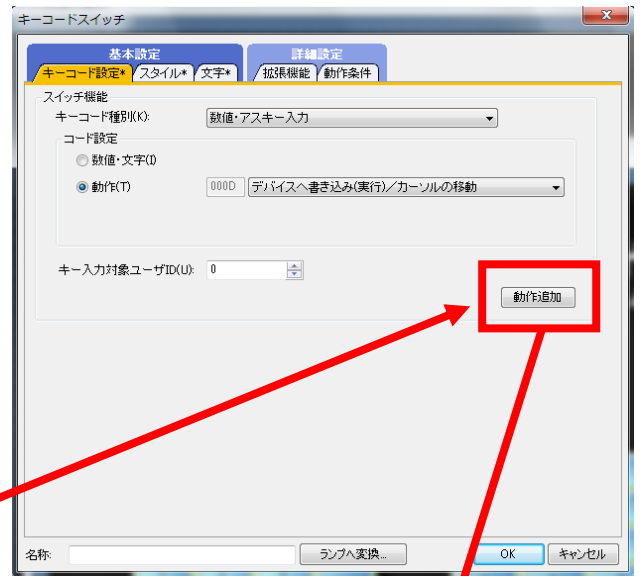 キーコードスイッチ
基本設定 詳細設定
キーコード設定* スタイル* 文字* 拡張機能 動作条件
スイッチ機能
キーコード種別(K): 数値・アスキー入力
コード設定
数値・文字(I)
動作(T) 000D デバイスへ書き込み(実行)/カーソルの移動
キー入力対象ユーザID(U): 0
動作追加
名称: ランプへ変換... OK キャンセル